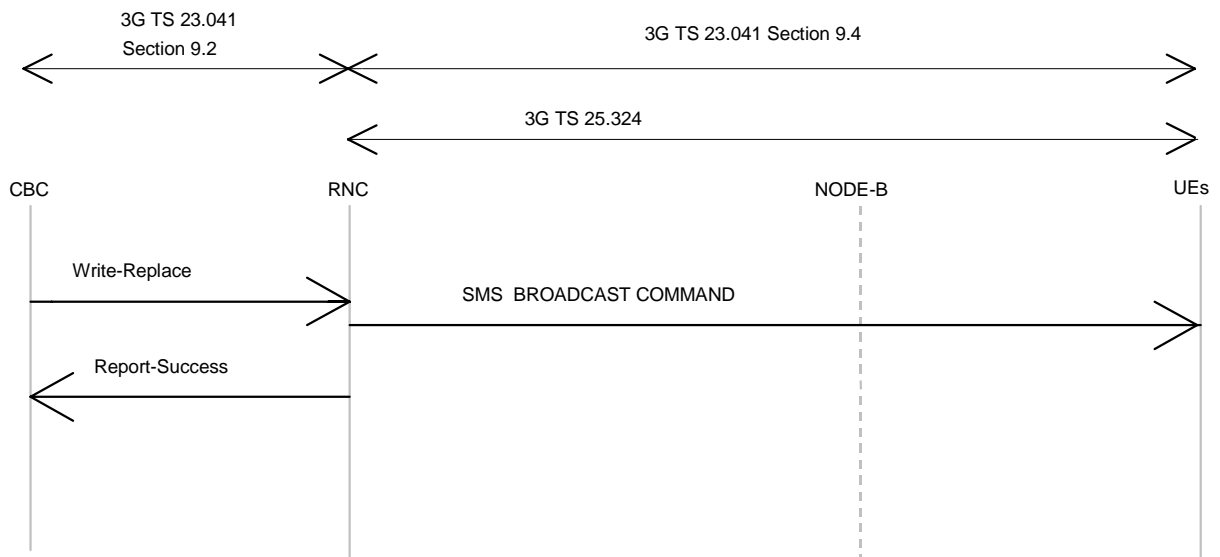 3G TS 23.041
Section 9.2
3G TS 23.041 Section 9.4
3G TS 25.324
CBC
RNC
NODE-B
UEs
Write-Replace
SMS BROADCAST COMMAND
Report-Success